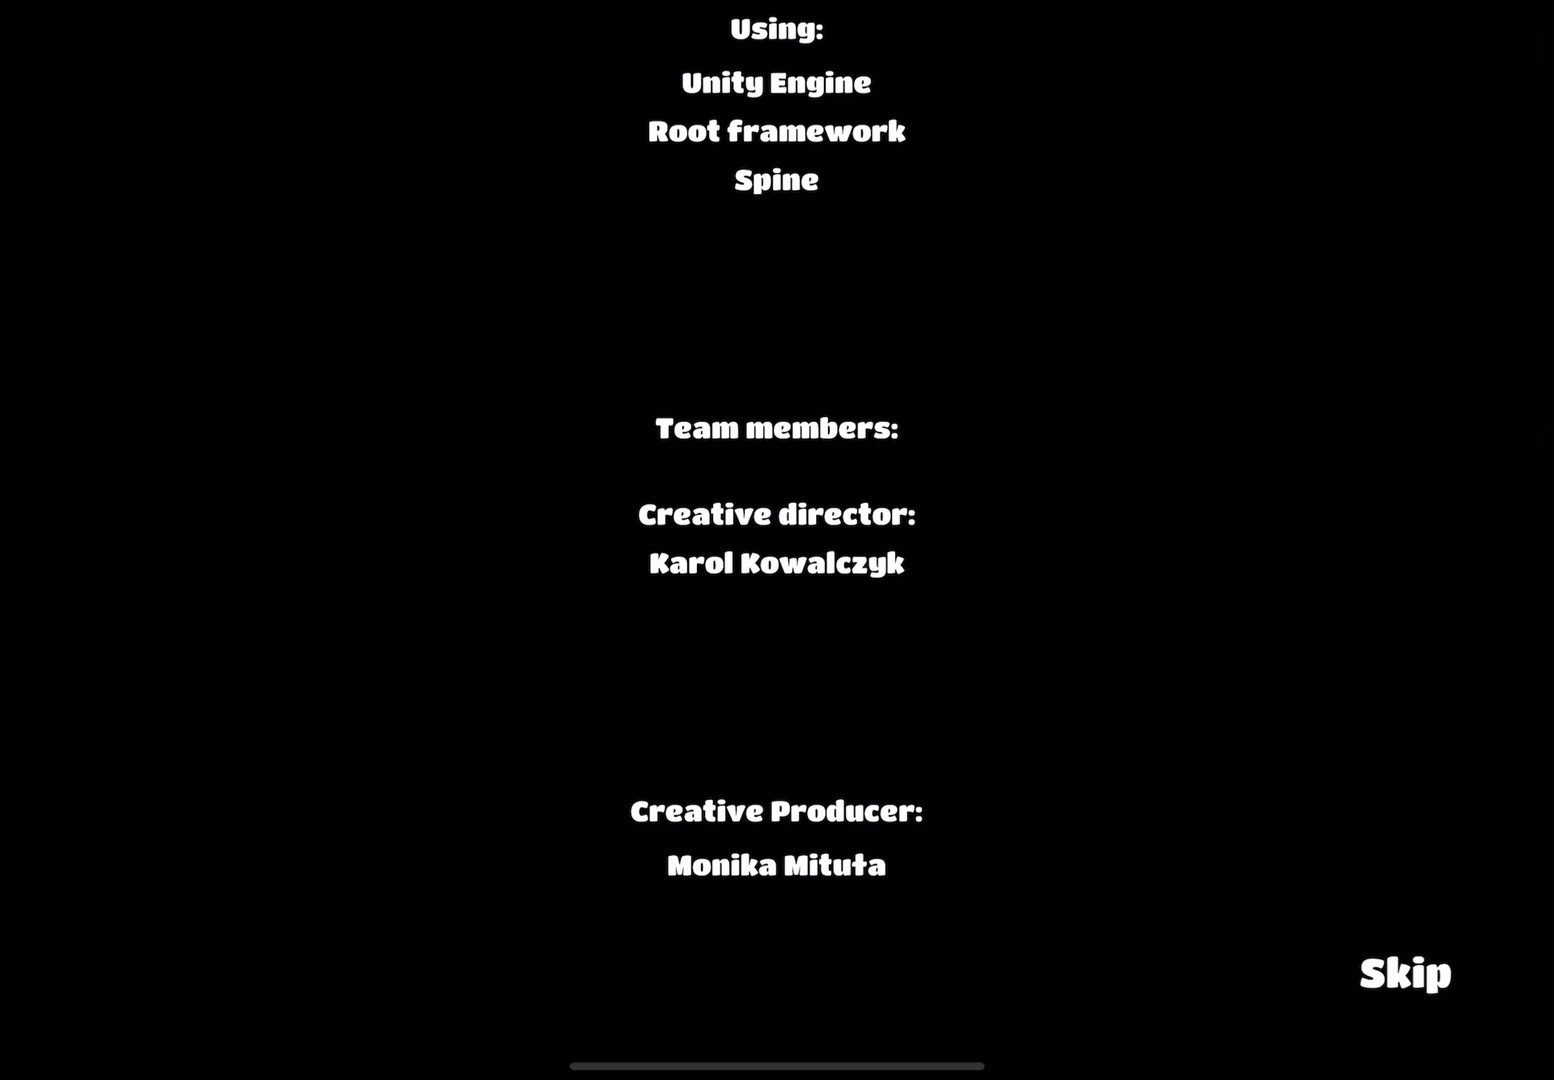 Using:
Unity Engine
Root framework
Spine
Team members:
Creative director:
Karol Kowalczyk
Creative Producer:
Monika Mituła
Skip